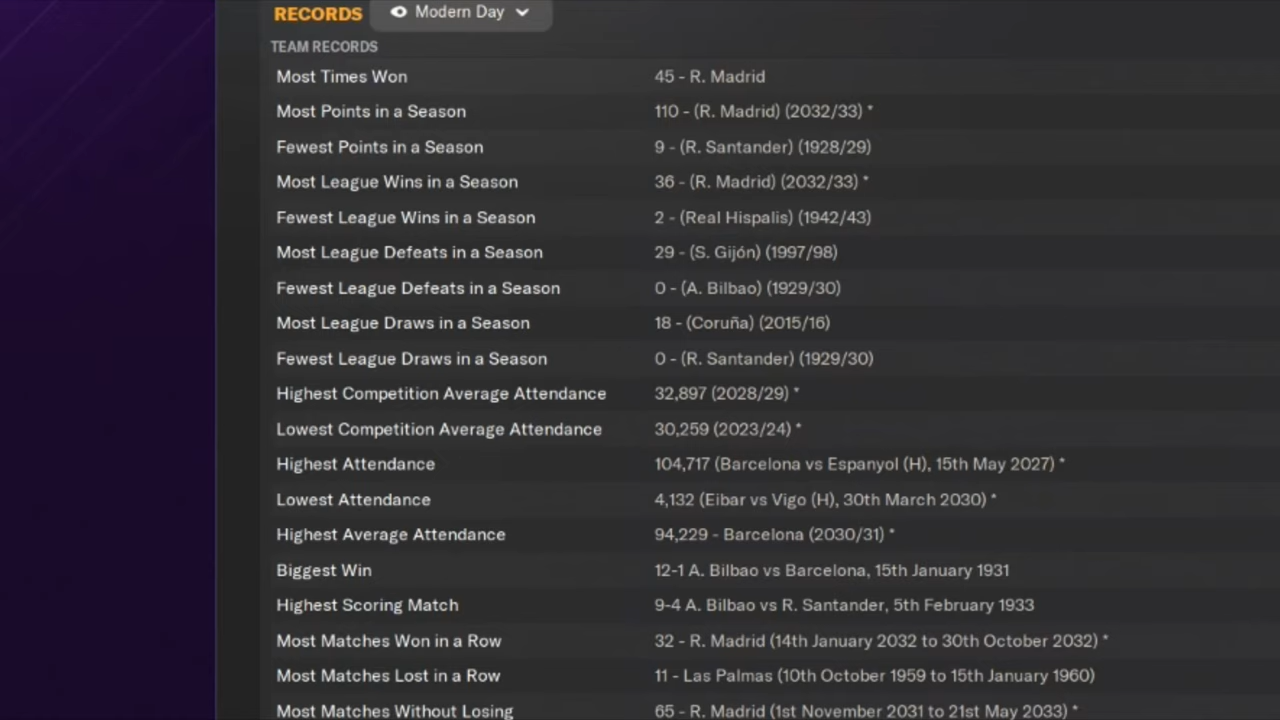 RECORDS Modern Day
TEAM RECORDS
Most Times Won 45 - R. Madrid
Most Points in a Season 110 - (R. Madrid) (2032/33) *
Fewest Points in a Season 9 - (R. Santander) (1928/29)
Most League Wins in a Season 36 - (R. Madrid) (2032/33) *
Fewest League Wins in a Season 2 - (Real Hispalis) (1942/43)
Most League Defeats in a Season 29 - (S. Gijón) (1997/98)
Fewest League Defeats in a Season 0 - (A. Bilbao) (1929/30)
Most League Draws in a Season 18 - (Coruña) (2015/16)
Fewest League Draws in a Season 0 - (R. Santander) (1929/30)
Highest Competition Average Attendance 32,897 (2028/29) *
Lowest Competition Average Attendance 30,259 (2023/24) *
Highest Attendance 104,717 (Barcelona vs Espanyol (H), 15th May 2027) *
Lowest Attendance 4,132 (Eibar vs Vigo (H), 30th March 2030) *
Highest Average Attendance 94,229 - Barcelona (2030/31) *
Biggest Win 12-1 A. Bilbao vs Barcelona, 15th January 1931
Highest Scoring Match 9-4 A. Bilbao vs R. Santander, 5th February 1933
Most Matches Won in a Row 32 - R. Madrid (14th January 2032 to 30th October 2032) *
Most Matches Lost in a Row 11 - Las Palmas (10th October 1959 to 15th January 1960)
Most Matches Without Losing 65 - R. Madrid (1st November 2031 to 21st May 2033) *